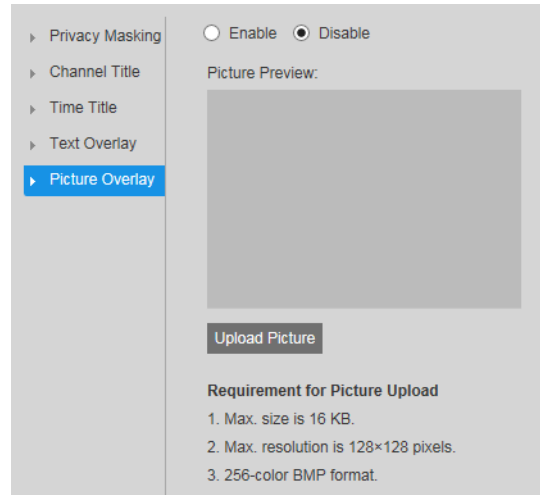 Privacy Masking
Channel Title
Time Title
Text Overlay
Picture Overlay
Enable Disable
Picture Preview:
Upload Picture
Requirement for Picture Upload
1. Max. size is 16 KB.
2. Max. resolution is 128×128 pixels.
3. 256-color BMP format.